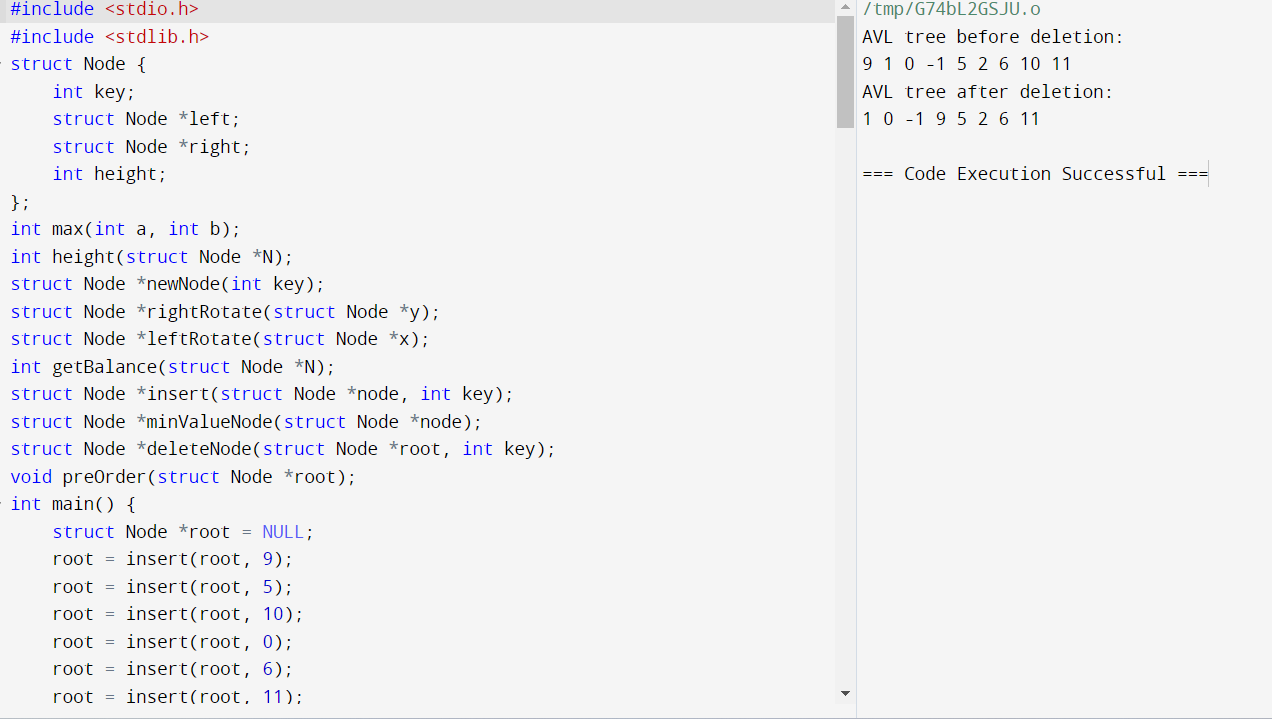 #include <stdio.h>
#include <stdlib.h>
struct Node {
    int key;
    struct Node *left;
    struct Node *right;
    int height;
};
int max(int a, int b);
int height(struct Node *N);
struct Node *newNode(int key);
struct Node *rightRotate(struct Node *y);
struct Node *leftRotate(struct Node *x);
int getBalance(struct Node *N);
struct Node *insert(struct Node *node, int key);
struct Node *minValueNode(struct Node *node);
struct Node *deleteNode(struct Node *root, int key);
void preOrder(struct Node *root);
int main() {
    struct Node *root = NULL;
    root = insert(root, 9);
    root = insert(root, 5);
    root = insert(root, 10);
    root = insert(root, 0);
    root = insert(root, 6);
    root = insert(root, 11);
/tmp/G74bL2GSJU.o
AVL tree before deletion:
9 1 0 -1 5 2 6 10 11
AVL tree after deletion:
1 0 -1 9 5 2 6 11
=== Code Execution Successful ===